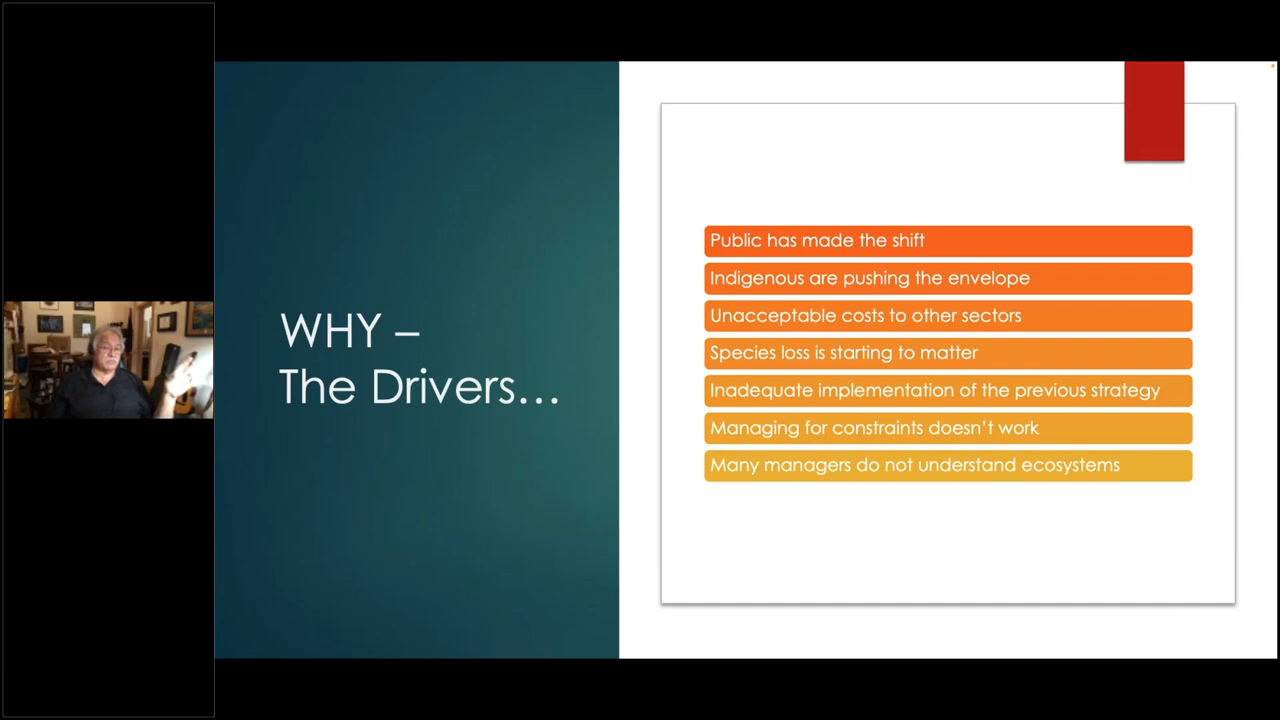 WHY –
The Drivers…
Public has made the shift
Indigenous are pushing the envelope
Unacceptable costs to other sectors
Species loss is starting to matter
Inadequate implementation of the previous strategy
Managing for constraints doesn’t work
Many managers do not understand ecosystems